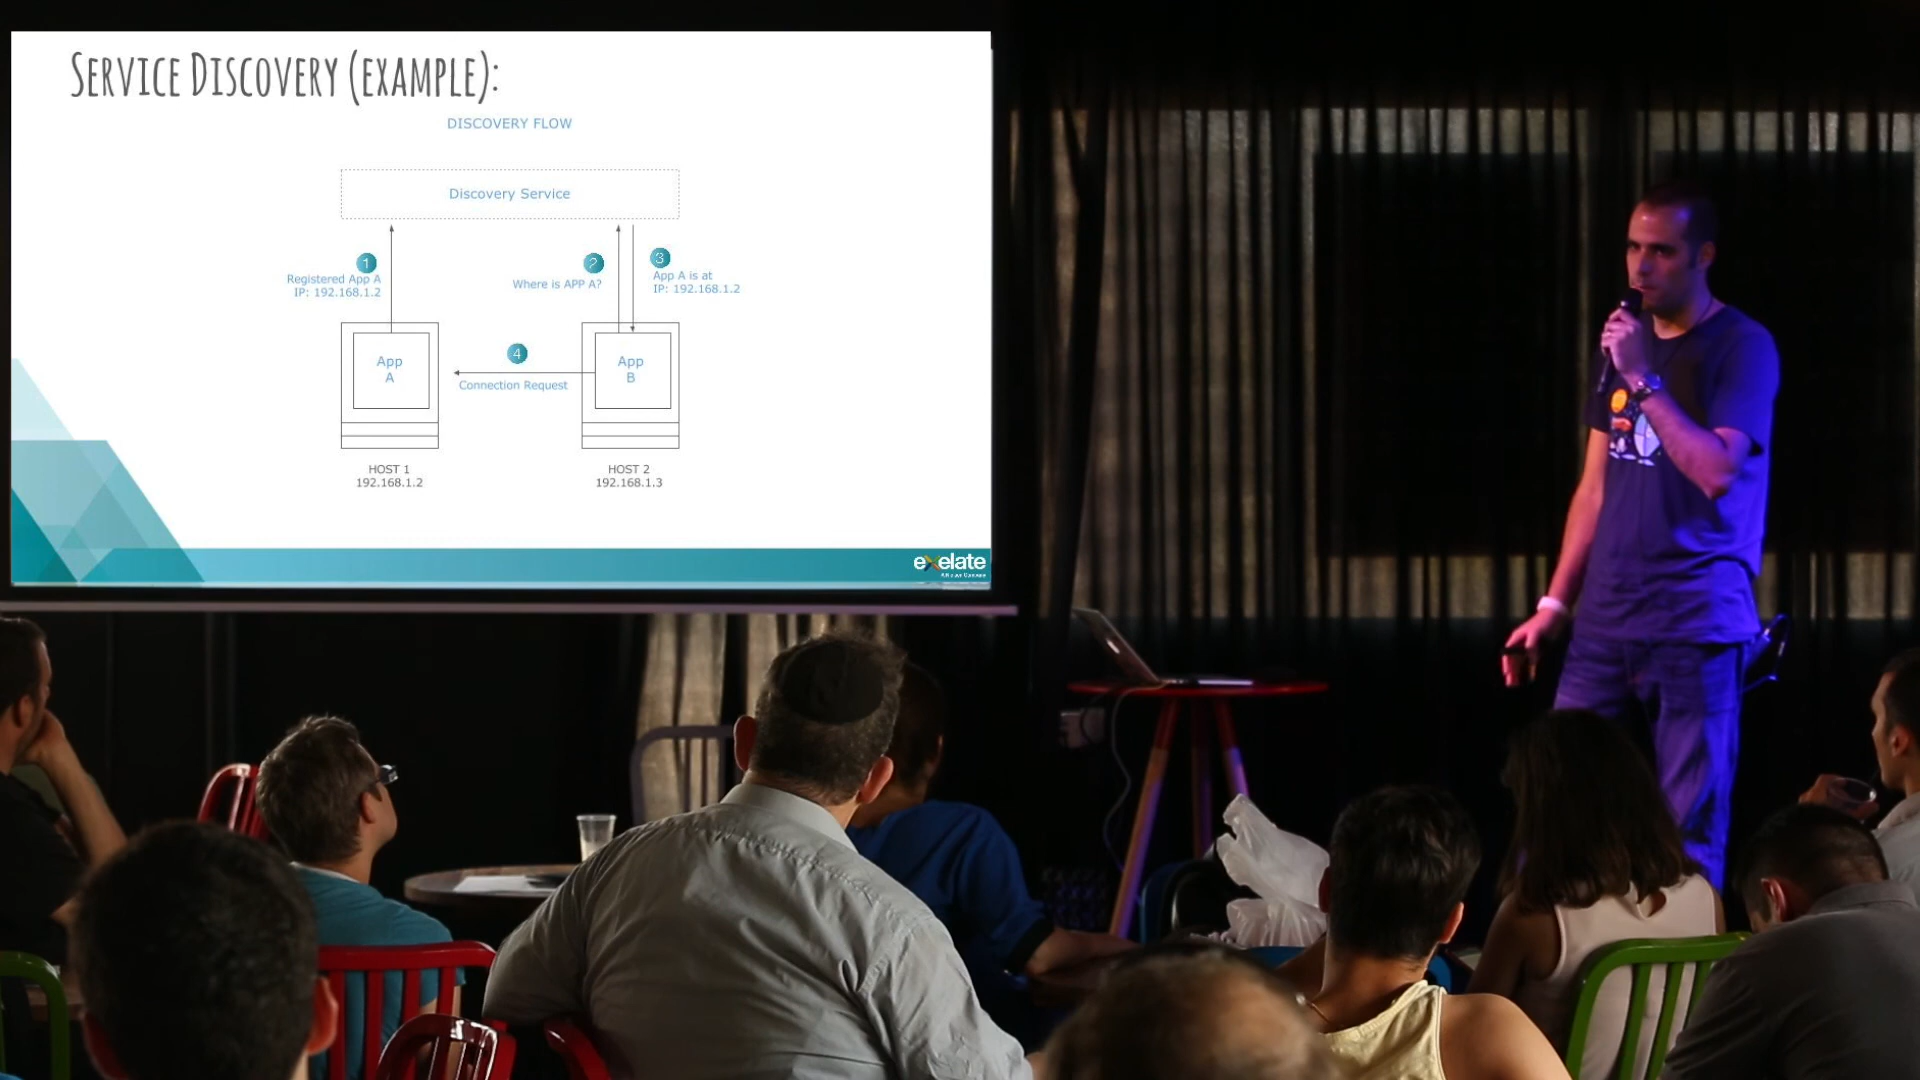 SERVICE DISCOVERY (EXAMPLE):
DISCOVERY FLOW
Discovery Service
1
Registered App A
IP: 192.168.1.2
2
Where is APP A?
3
App A is at
IP: 192.168.1.2
App
A
4
Connection Request
App
B
HOST 1
192.168.1.2
HOST 2
192.168.1.3
exelate